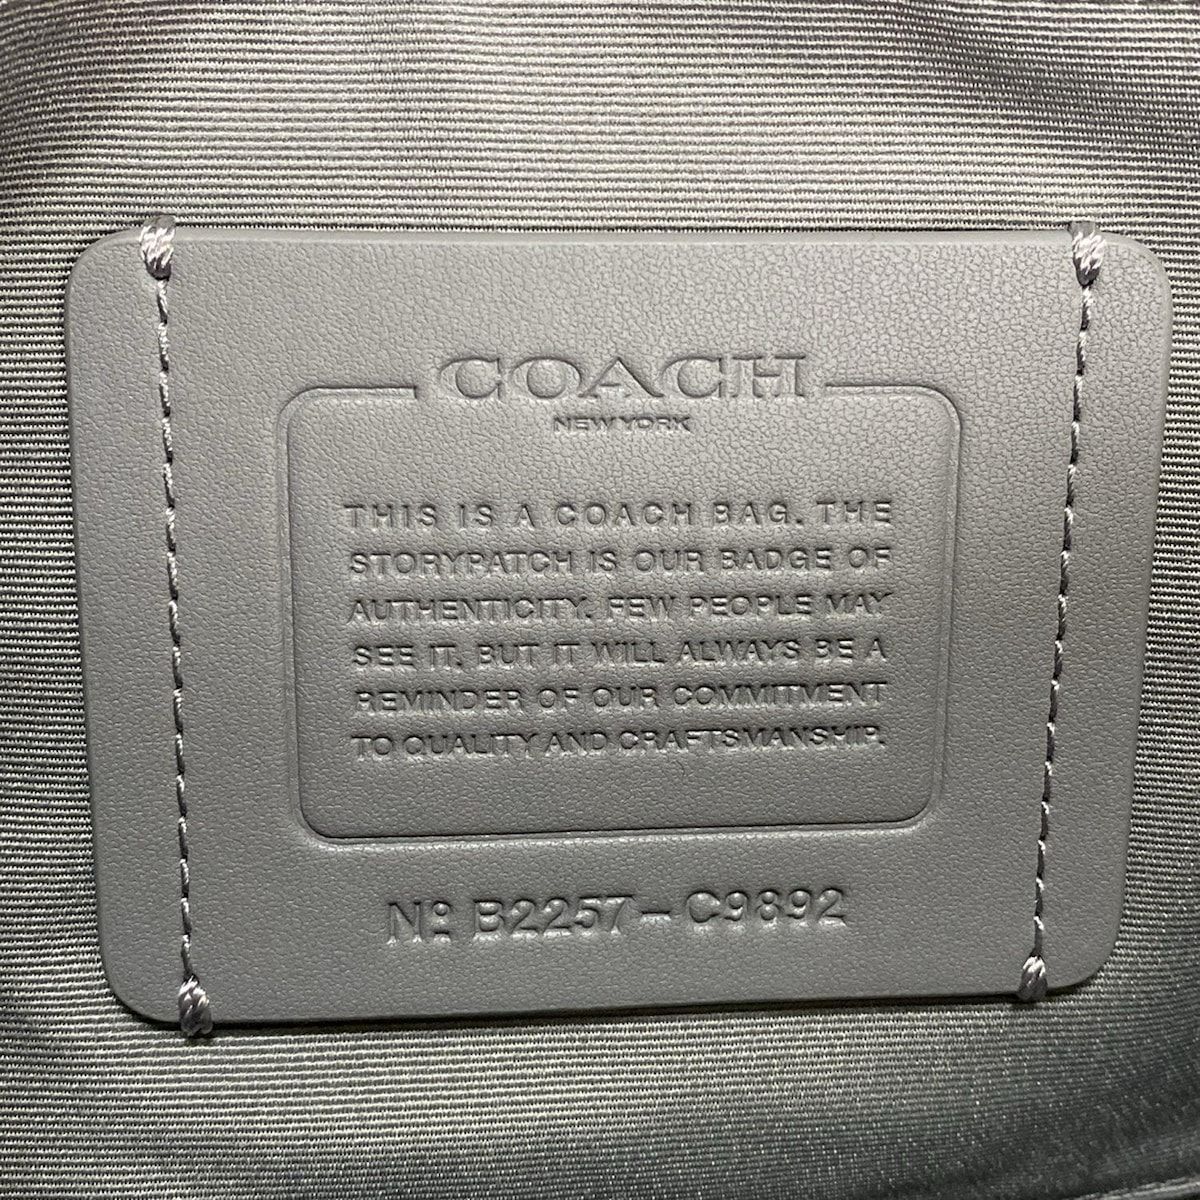 COACH
NEW YORK
THIS IS A COACH BAG. THE
STORYPATCH IS OUR BADGE OF
AUTHENTICITY. FEW PEOPLE MAY
SEE IT. BUT IT WILL ALWAYS BE A
REMINDER OF OUR COMMITMENT
TO QUALITY AND CRAFTSMANSHIP.
Nº B2257-C9892